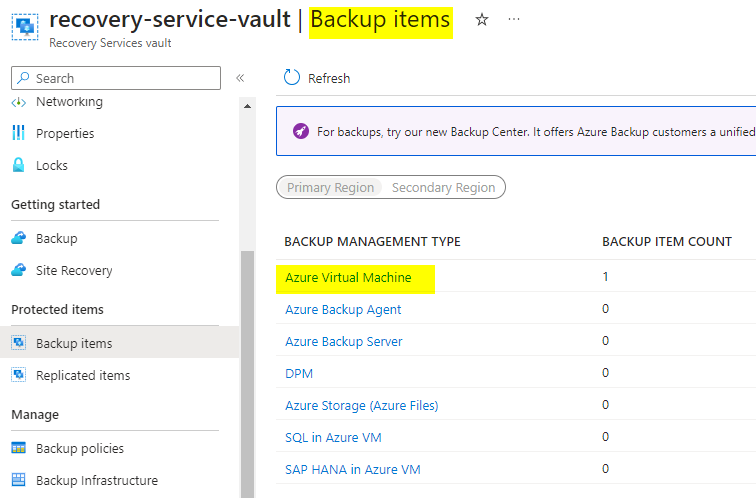 recovery-service-vault | Backup items
Recovery Services vault
Search
Networking
Properties
Locks
Getting started
Backup
Site Recovery
Protected items
Backup items
Replicated items
Manage
Backup policies
Backup Infrastructure
Refresh
For backups, try our new Backup Center. It offers Azure Backup customers a unified
Primary Region Secondary Region
BACKUP MANAGEMENT TYPE BACKUP ITEM COUNT
Azure Virtual Machine 1
Azure Backup Agent 0
Azure Backup Server 0
DPM 0
Azure Storage (Azure Files) 0
SQL in Azure VM 0
SAP HANA in Azure VM 0